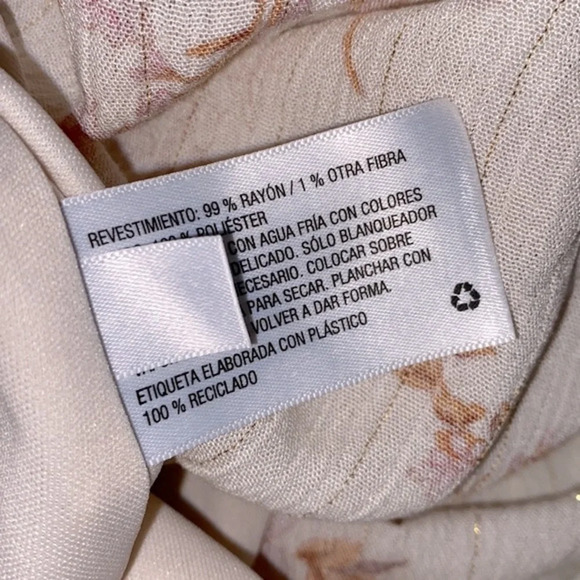 REVESTIMIENTO: 99 % RAYÓN / 1 % OTRA FIBRA
100 % POLIÉSTER
CON AGUA FRÍA CON COLORES
DELICADO. SÓLO BLANQUEADOR
COLOCAR SOBRE
PARA SECAR. PLANCHAR CON
VOLVER A DAR FORMA.
ETIQUETA ELABORADA CON PLÁSTICO
100 % RECICLADO